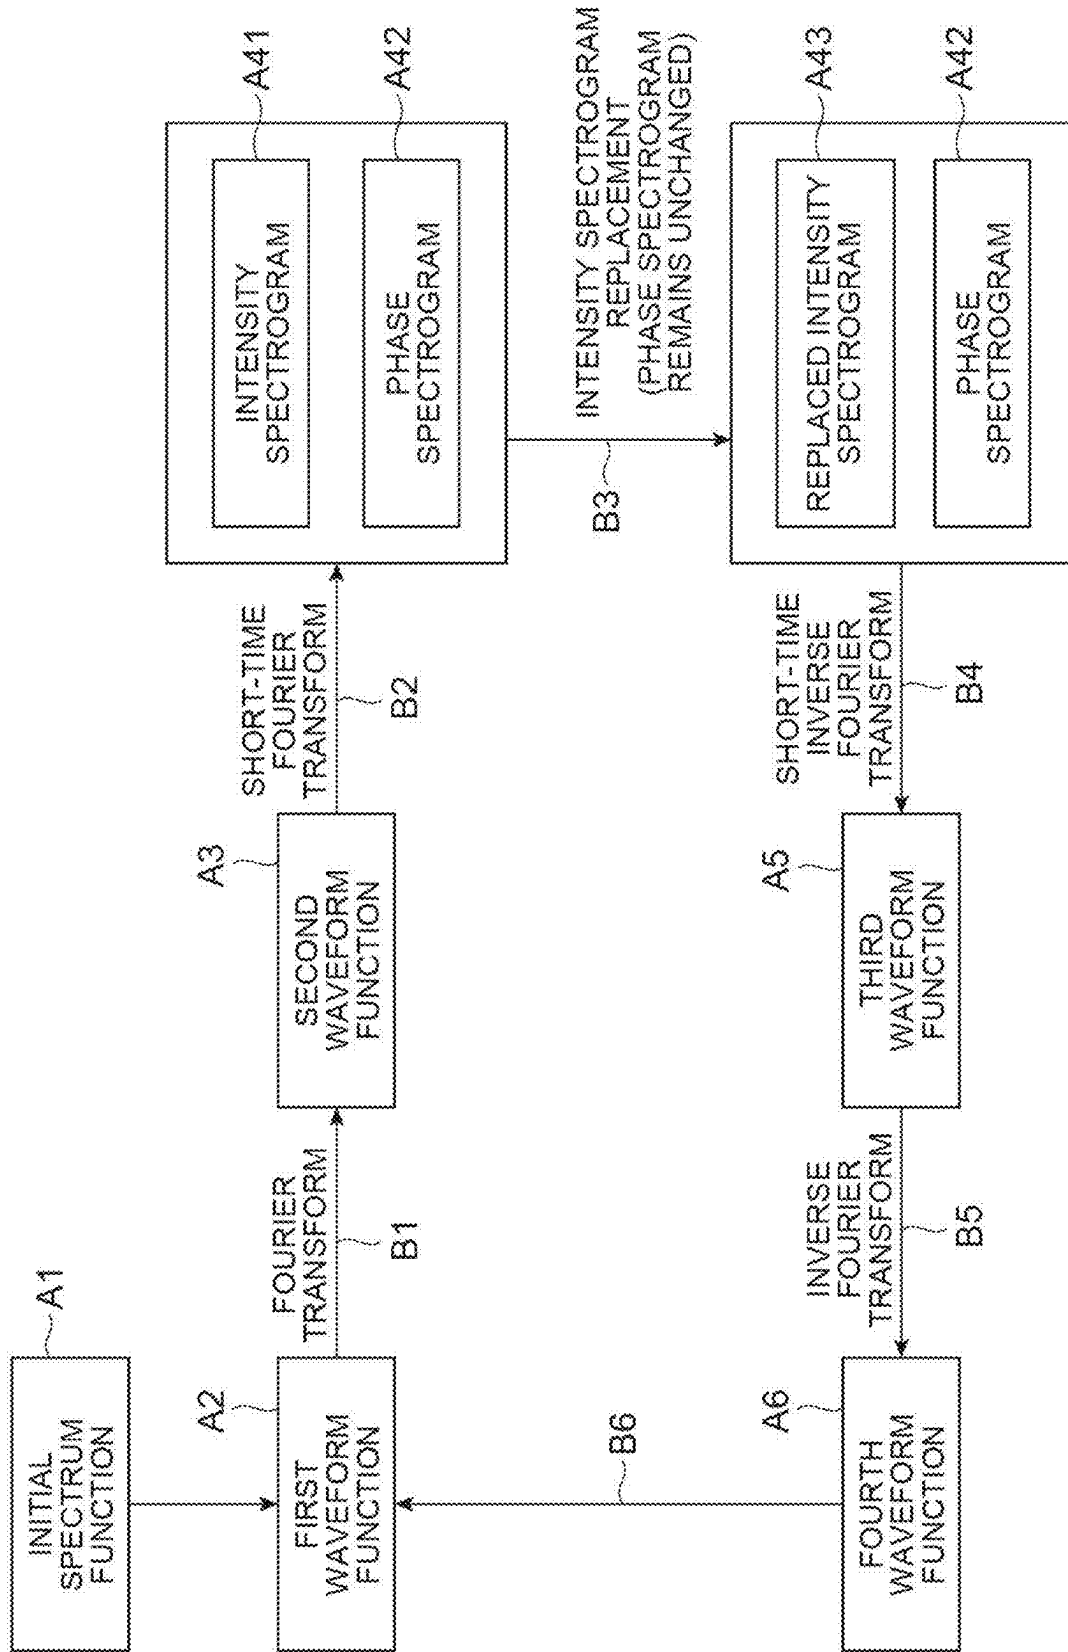 A1
INITIAL
SPECTRUM
FUNCTION
A2
FIRST
WAVEFORM
FUNCTION
FOURIER
TRANSFORM
B1
A3
SECOND
WAVEFORM
FUNCTION
SHORT-TIME
FOURIER
TRANSFORM
B2
INTENSITY
SPECTROGRAM
A41
PHASE
SPECTROGRAM
A42
B3
INTENSITY SPECTROGRAM
REPLACEMENT
(PHASE SPECTROGRAM
REMAINS UNCHANGED)
REPLACED INTENSITY
SPECTROGRAM
A43
PHASE
SPECTROGRAM
A42
SHORT-TIME
INVERSE
FOURIER
TRANSFORM
B4
A5
THIRD
WAVEFORM
FUNCTION
INVERSE
FOURIER
TRANSFORM
B5
A6
FOURTH
WAVEFORM
FUNCTION
B6